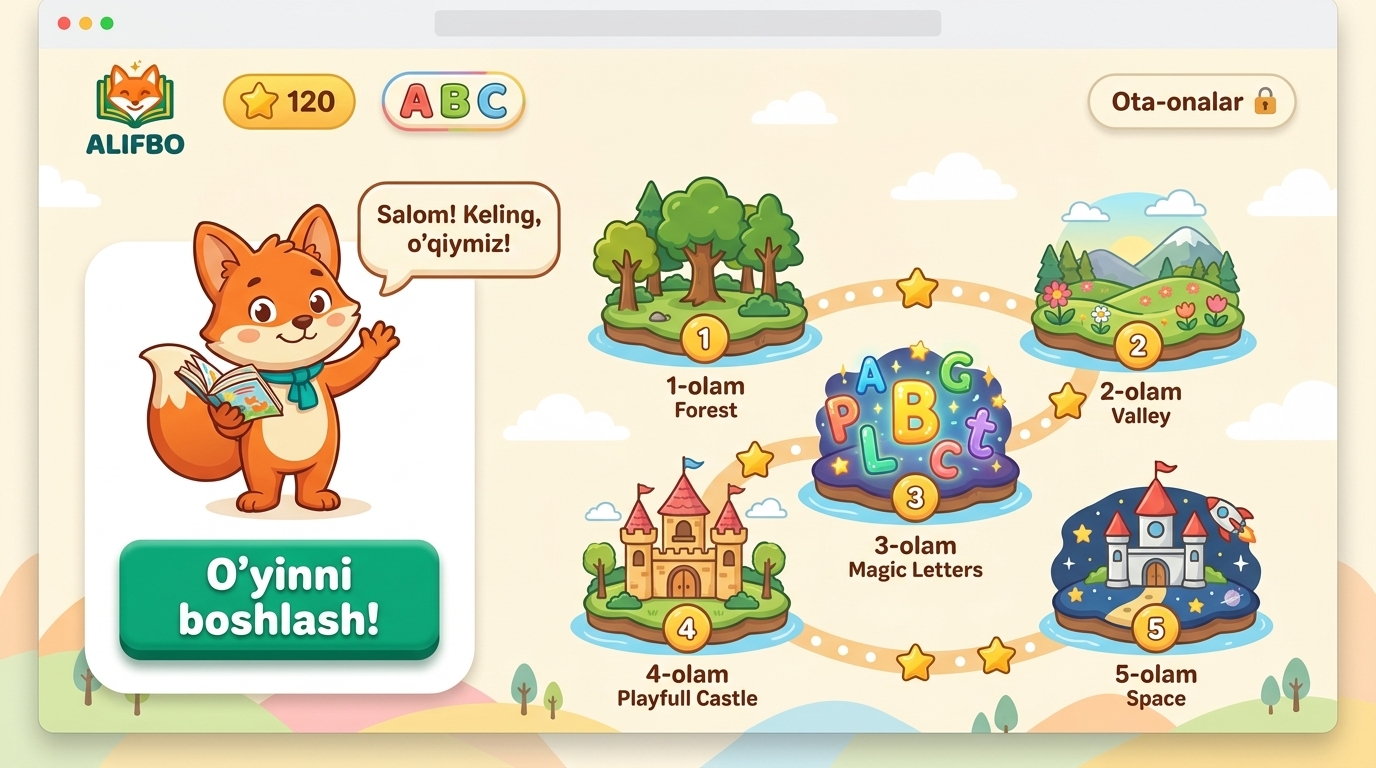 ALIFBO
120
ABC
Ota-onalar
Salom! Keling,
o'qiymiz!
O'yinni
boshlash!
1
1-olam
Forest
2
2-olam
Valley
A
G
P
B
L
C
t
3
3-olam
Magic Letters
4
4-olam
Playfull Castle
5
5-olam
Space